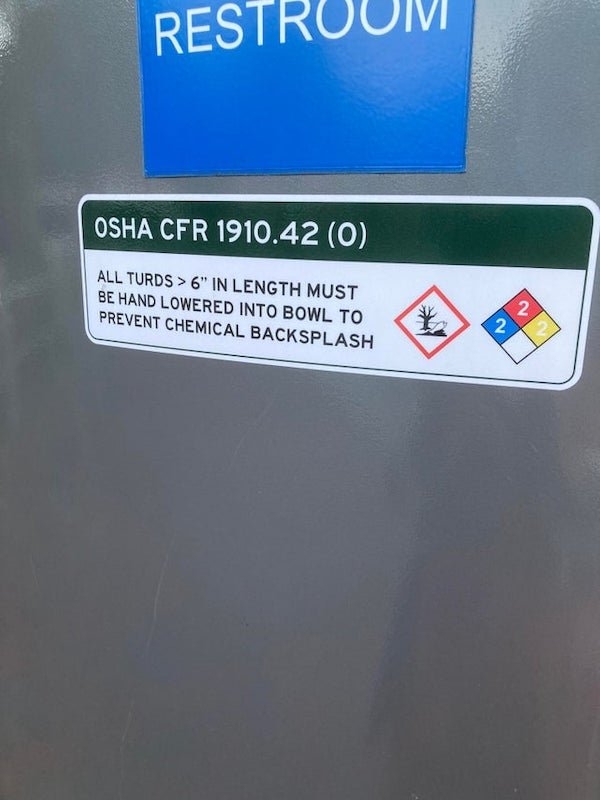 RESTROOM
OSHA CFR 1910.42 (O)
ALL TURDS > 6” IN LENGTH MUST
BE HAND LOWERED INTO BOWL TO
PREVENT CHEMICAL BACKSPLASH
2
2
2